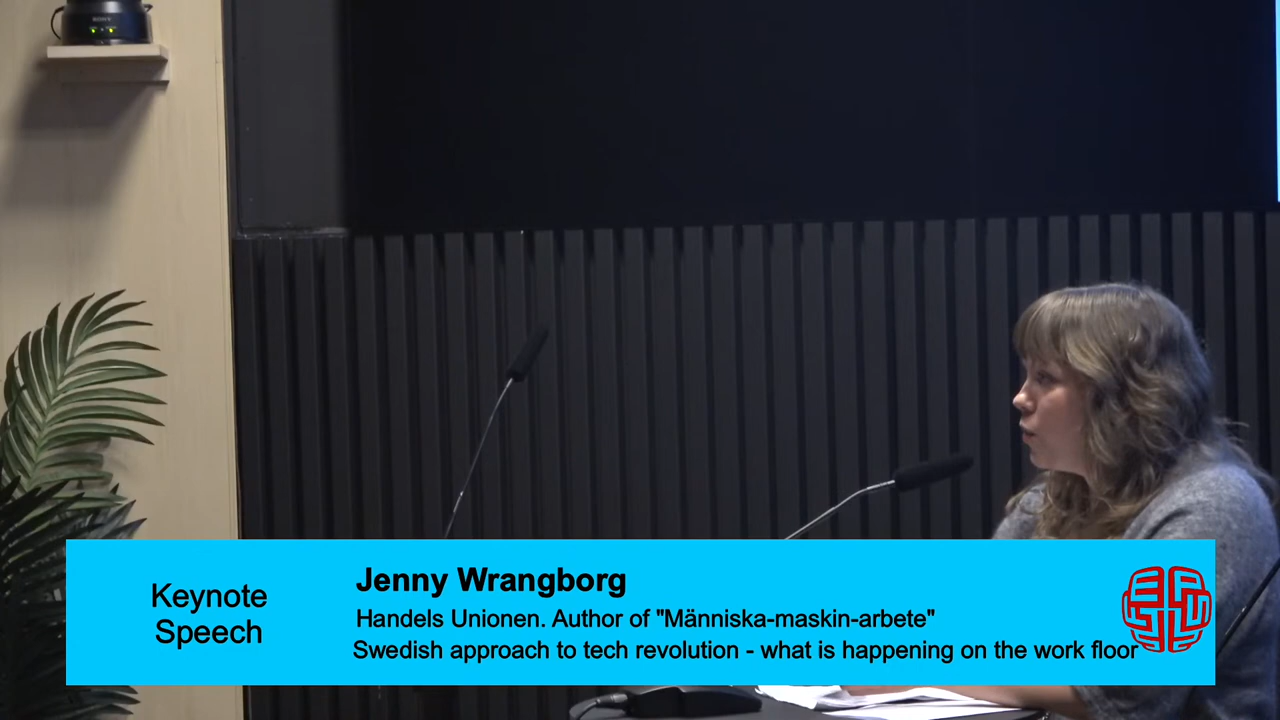 SONY
Keynote
Speech
Jenny Wrangborg
Handels Unionen. Author of "Människa-maskin-arbete"
Swedish approach to tech revolution - what is happening on the work floor